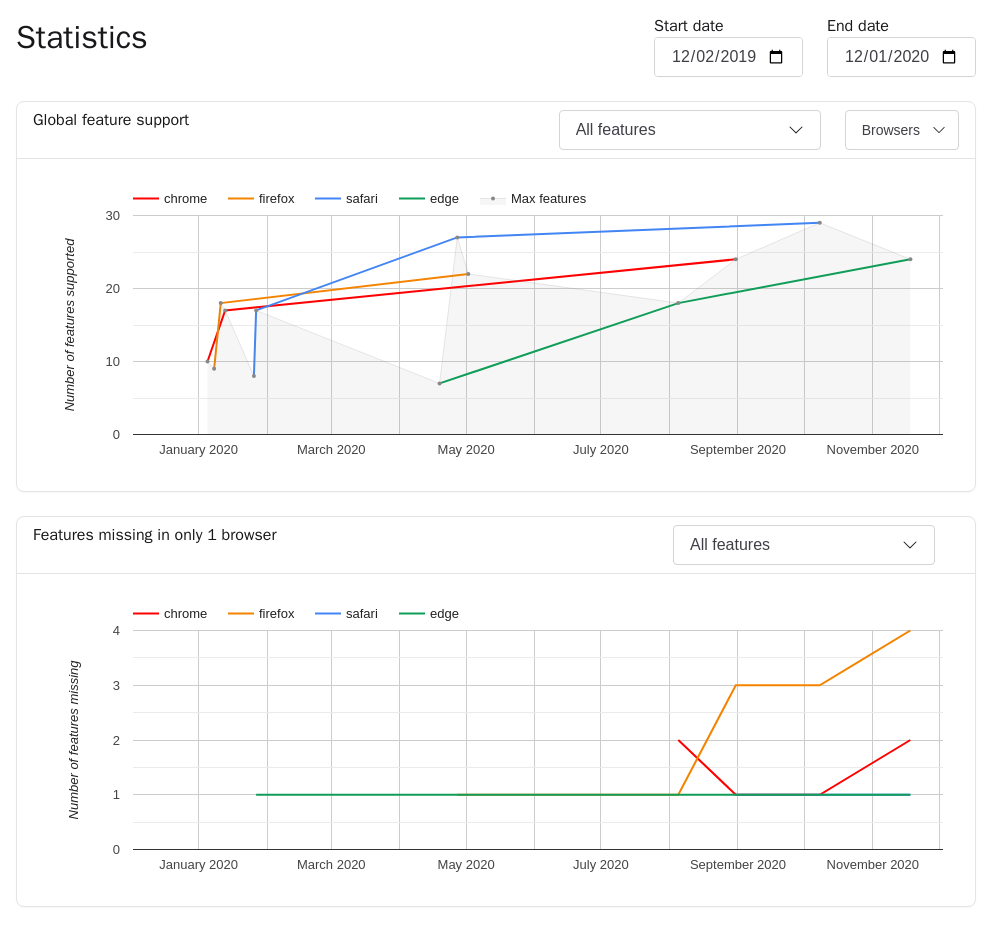 Statistics
Start date
End date
12/02/2019
12/01/2020
Global feature support
All features
Browsers
chrome
firefox
safari
edge
Max features
Number of features supported
30
20
10
0
January 2020
March 2020
May 2020
July 2020
September 2020
November 2020
Features missing in only 1 browser
All features
chrome
firefox
safari
edge
Number of features missing
4
3
2
1
0
January 2020
March 2020
May 2020
July 2020
September 2020
November 2020